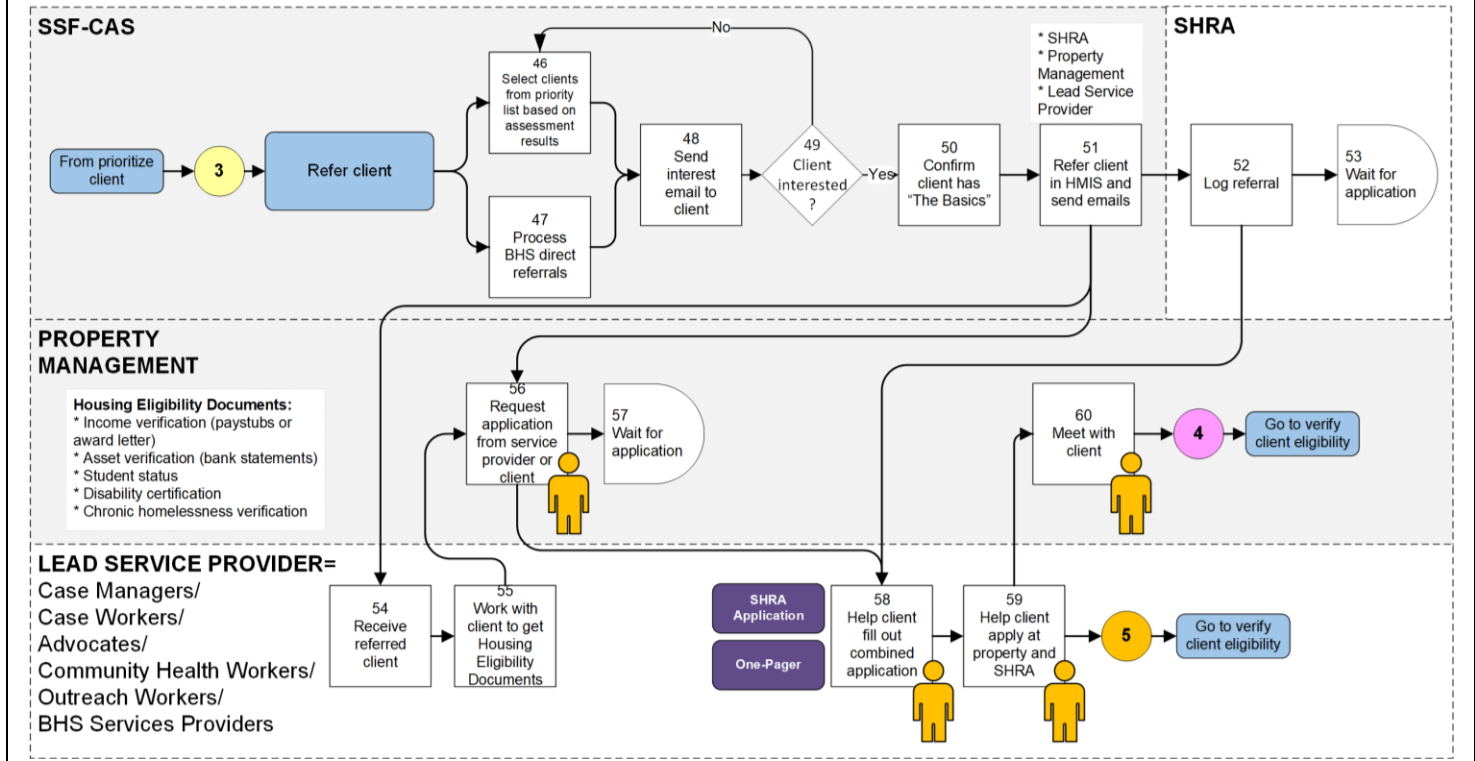 SSF-CAS
SHRA
No
* SHRA
* Property
Management
* Lead Service
Provider
46
Select clients
from priority
list based on
assessment
results
From prioritize
client
3
Refer client
47
Process
BHS direct
referrals
48
Send
interest
email to
client
49
Client
interested
?
Yes
50
Confirm
client has
“The Basics”
51
Refer client
in HMIS and
send emails
52
Log referral
53
Wait for
application
PROPERTY
MANAGEMENT
Housing Eligibility Documents:
* Income verification (paystubs or
award letter)
* Asset verification (bank statements)
* Student status
* Disability certification
* Chronic homelessness verification
56
Request
application
from service
provider or
client
57
Wait for
application
60
Meet with
client
4
Go to verify
client eligibility
LEAD SERVICE PROVIDER=
Case Managers/
Case Workers/
Advocates/
Community Health Workers/
Outreach Workers/
BHS Services Providers
54
Receive
referred
client
55
Work with
client to get
Housing
Eligibility
Documents
SHRA
Application
One-Pager
58
Help client
fill out
combined
application
59
Help client
apply at
property and
SHRA
5
Go to verify
client eligibility